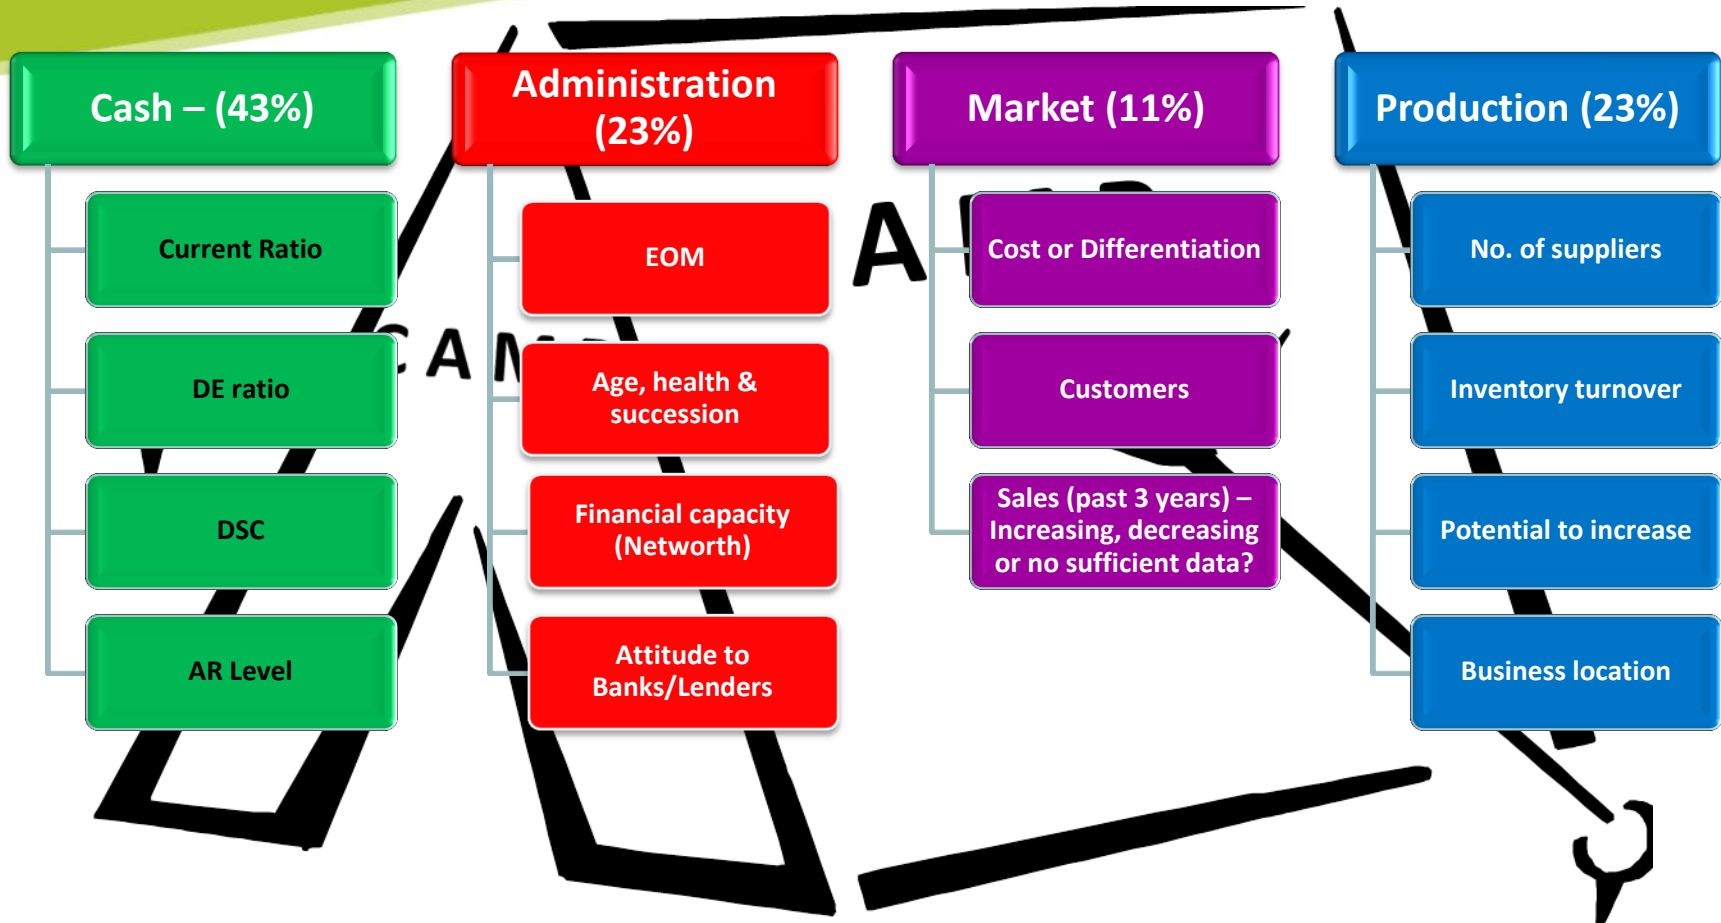 Cash – (43%)
Current Ratio
DE ratio
DSC
AR Level
Administration
(23%)
EOM
Age, health &
succession
Financial capacity
(Networth)
Attitude to
Banks/Lenders
Market (11%)
Cost or Differentiation
Customers
Sales (past 3 years) –
Increasing, decreasing
or no sufficient data?
Production (23%)
No. of suppliers
Inventory turnover
Potential to increase
Business location